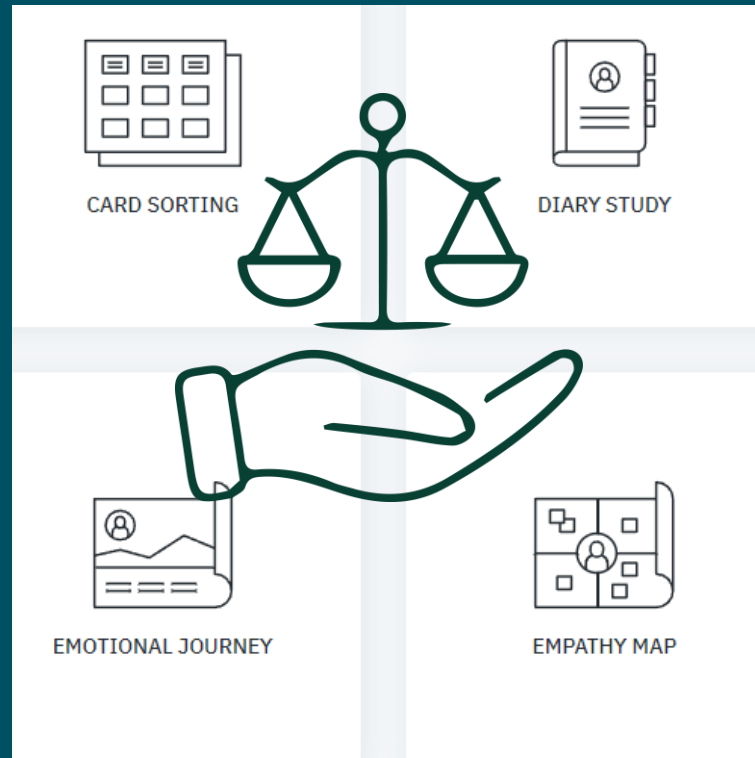 CARD SORTING
DIARY STUDY
EMOTIONAL JOURNEY
EMPATHY MAP